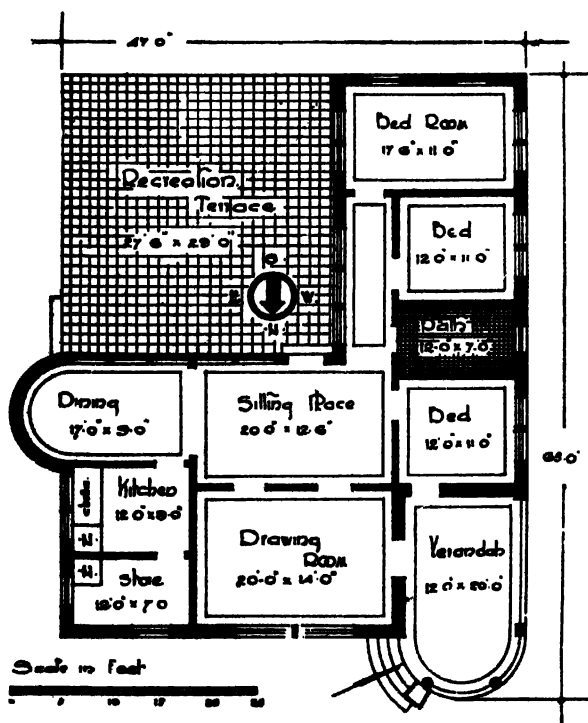 47'.0"
Bed Room
17'6" x 11'.0"
Recreation
Terrace
27'.6" x 29'.0"
Bed
12'0" x 11'.0"
S
E
W
N
Bath
12'.0" x 7'.0"
Dining
17'.0" x 9'.0"
Sitting Place
20'0" x 12'6"
Bed
12'.0" x 11'.0"
Kitchen
12'0" x 9'-0"
Drawing
Room
20'-0" x 14'.0"
Verandah
12'.0" x 20'.0"
Store
12'.0" x 7'0
Scale in Feet